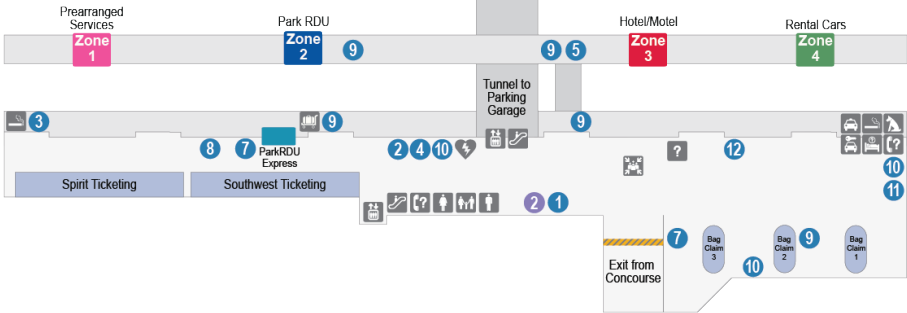 Prearranged
Services
Park RDU
Hotel/Motel
Rental Cars
Zone
1
Zone
2
9
9
5
Zone
3
Zone
4
Tunnel to
Parking
Garage
3
9
9
8
7
ParkRDU
Express
2
4
10
?
12
?
10
11
Spirit Ticketing
Southwest Ticketing
?
2
1
7
Bag
Claim
3
Bag
Claim
2
9
Bag
Claim
1
Exit from
Concourse
10